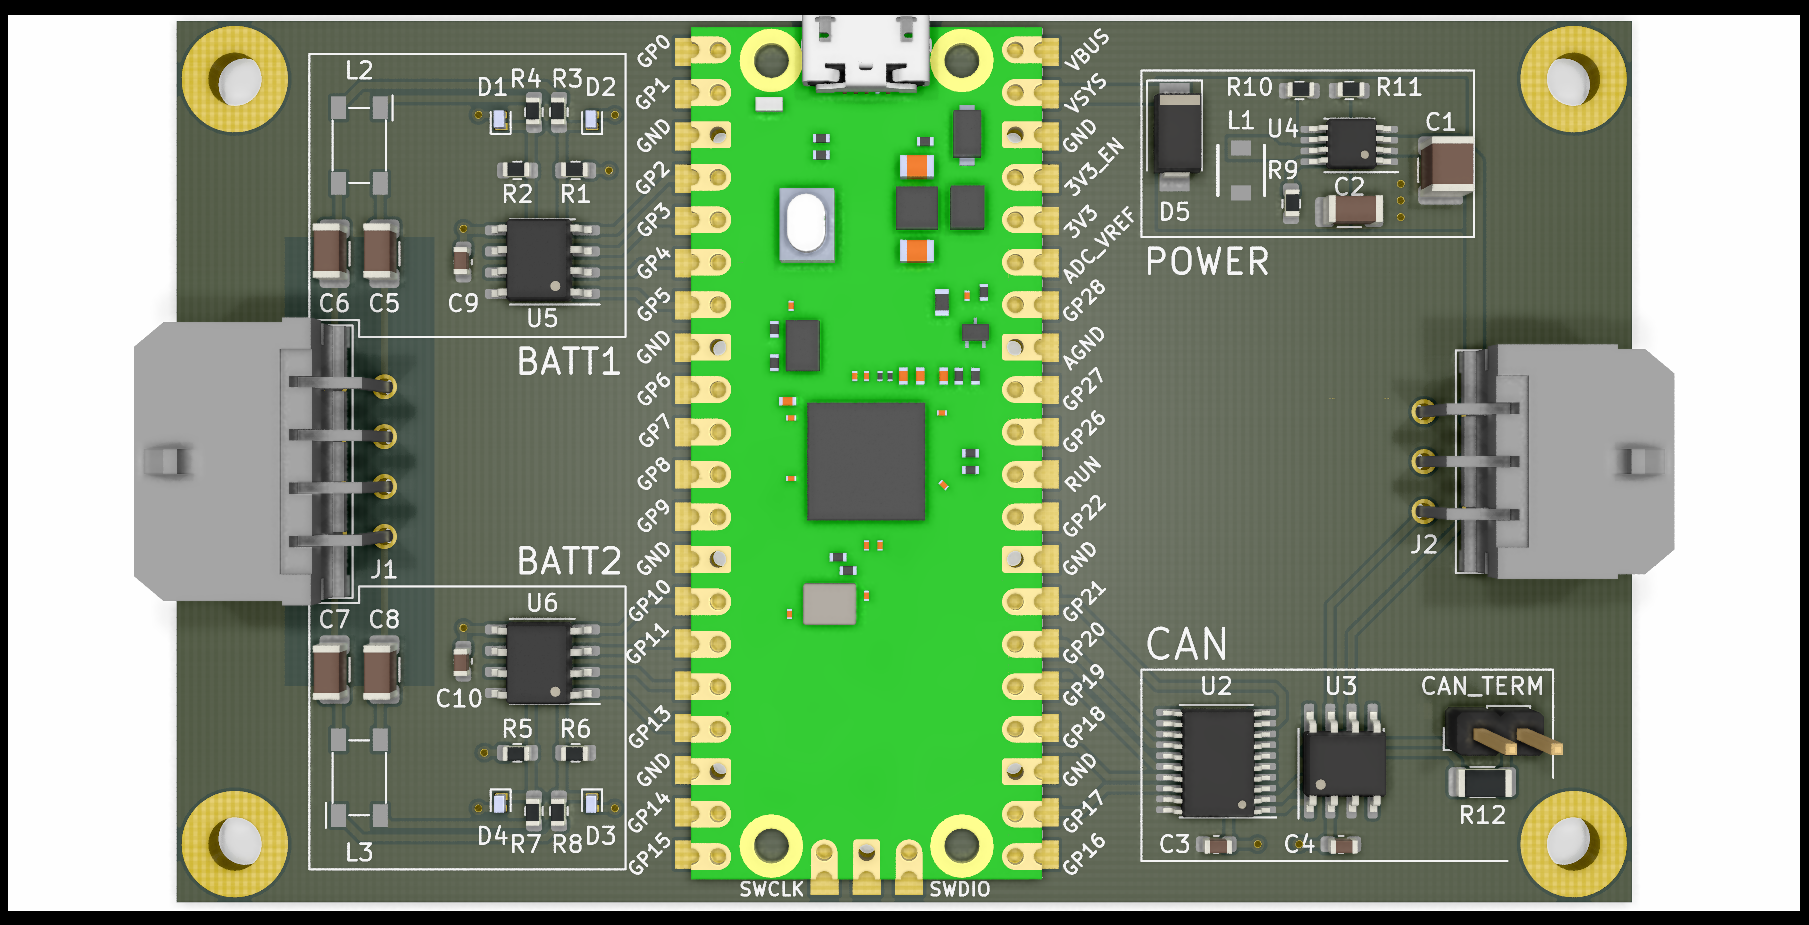 L2
D1
R4
R3
D2
R2
R1
C6
C5
C9
U5
BATT1
J1
BATT2
C7
C8
C10
U6
R5
R6
D4
R7
R8
D3
L3
GP0
GP1
GND
GP2
GP3
GP4
GP5
GND
GP6
GP7
GP8
GP9
GND
GP10
GP11
GP13
GND
GP14
GP15
SWCLK
SWDIO
VBUS
VSYS
GND
3V3_EN
3V3
ADC_VREF
GP28
AGND
GP27
GP26
RUN
GP22
GND
GP21
GP20
GP19
GP18
GND
GP17
GP16
R10
R11
L1
U4
C1
R9
C2
D5
POWER
J2
CAN
U2
U3
CAN_TERM
R12
C3
C4